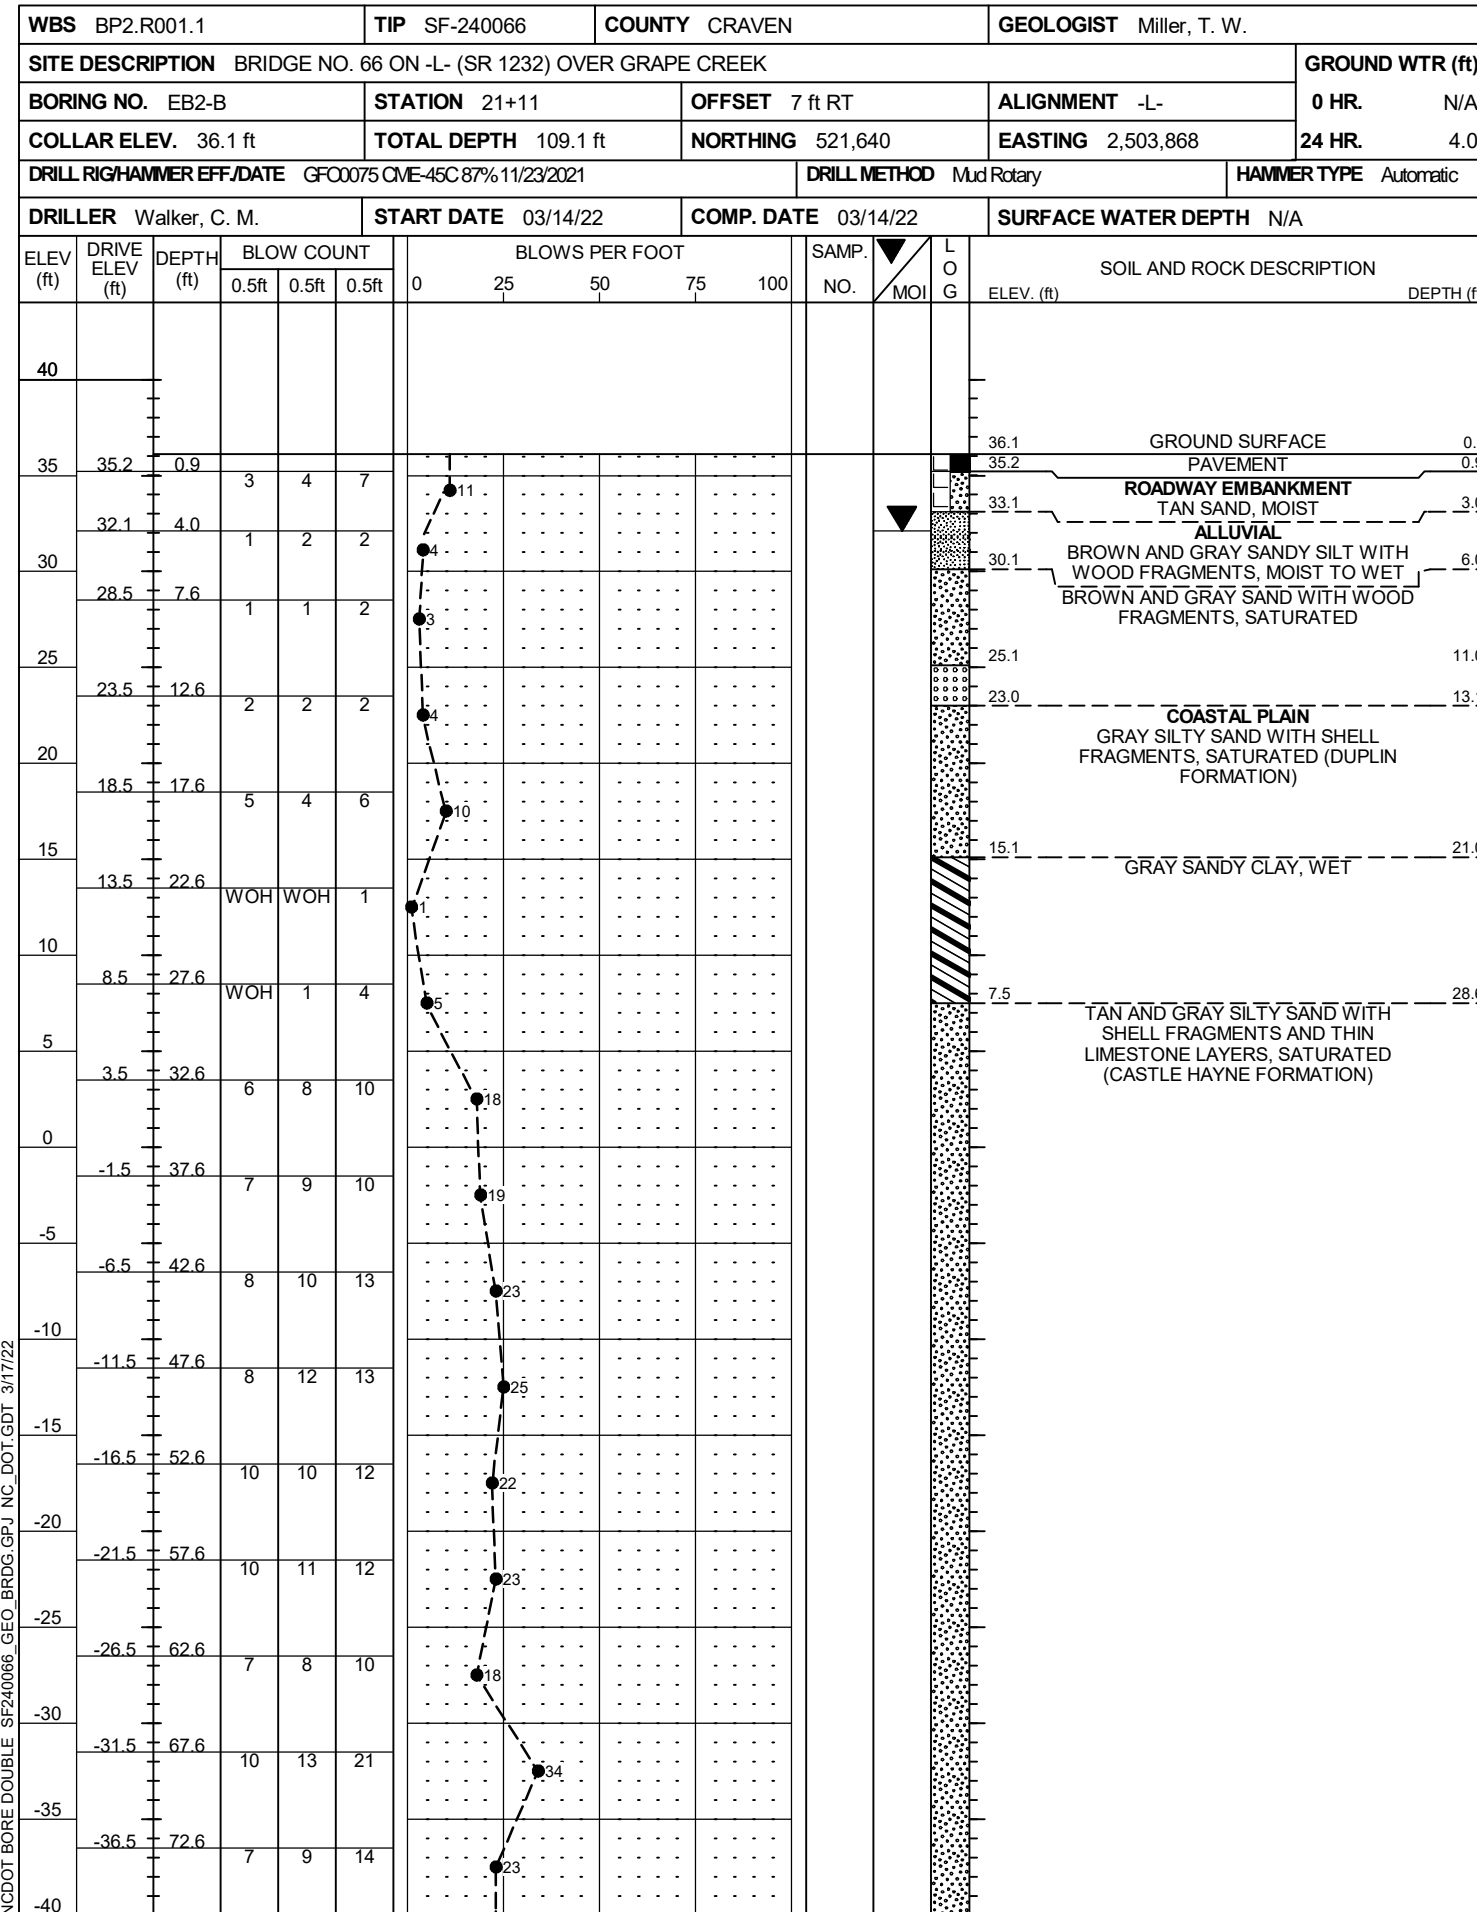 WBS BP2.R001.1 TIP SF-240066 COUNTY CRAVEN GEOLOGIST Miller, T. W.
SITE DESCRIPTION BRIDGE NO. 66 ON -L- (SR 1232) OVER GRAPE CREEK GROUND WTR (ft)
BORING NO. EB2-B STATION 21+11 OFFSET 7 ft RT ALIGNMENT -L- 0 HR. N/A
COLLAR ELEV. 36.1 ft TOTAL DEPTH 109.1 ft NORTHING 521,640 EASTING 2,503,868 24 HR. 4.0
DRILL RIG/HAMMER EFF./DATE GFO0075 CME-45C 87% 11/23/2021 DRILL METHOD Mud Rotary HAMMER TYPE Automatic
DRILLER Walker, C. M. START DATE 03/14/22 COMP. DATE 03/14/22 SURFACE WATER DEPTH N/A
ELEV (ft) DRIVE ELEV (ft) DEPTH (ft) BLOW COUNT BLOWS PER FOOT SAMP. NO. MOI LOG SOIL AND ROCK DESCRIPTION
0.5ft 0.5ft 0.5ft 0 25 50 75 100 ELEV. (ft) DEPTH (f
40
36.1 GROUND SURFACE 0.
35 35.2 0.9 35.2 PAVEMENT 0.9
3 4 7 11 ROADWAY EMBANKMENT
33.1 TAN SAND, MOIST 3.0
32.1 4.0 ALLUVIAL
1 2 2 4 BROWN AND GRAY SANDY SILT WITH
30 30.1 WOOD FRAGMENTS, MOIST TO WET 6.0
28.5 7.6 BROWN AND GRAY SAND WITH WOOD
1 1 2 3 FRAGMENTS, SATURATED
25 25.1 11.0
23.5 12.6 23.0 13.
2 2 2 4 COASTAL PLAIN
GRAY SILTY SAND WITH SHELL
20 FRAGMENTS, SATURATED (DUPLIN
FORMATION)
18.5 17.6
5 4 6 10
15 15.1 21.0
GRAY SANDY CLAY, WET
13.5 22.6
WOH WOH 1 1
10
8.5 27.6
WOH 1 4 5 7.5 28.6
TAN AND GRAY SILTY SAND WITH
SHELL FRAGMENTS AND THIN
5 LIMESTONE LAYERS, SATURATED
3.5 32.6 (CASTLE HAYNE FORMATION)
6 8 10 18
0
-1.5 37.6
7 9 10 19
-5
-6.5 42.6
8 10 13 23
-10
-11.5 47.6
8 12 13 25
-15
-16.5 52.6
10 10 12 22
-20
-21.5 57.6
10 11 12 23
-25
-26.5 62.6
7 8 10 18
-30
-31.5 67.6
10 13 21 34
-35
-36.5 72.6
7 9 14 23
-40
NCDOT BORE DOUBLE SF240066_GEO_BRDG.GPJ NC_DOT.GDT 3/17/22